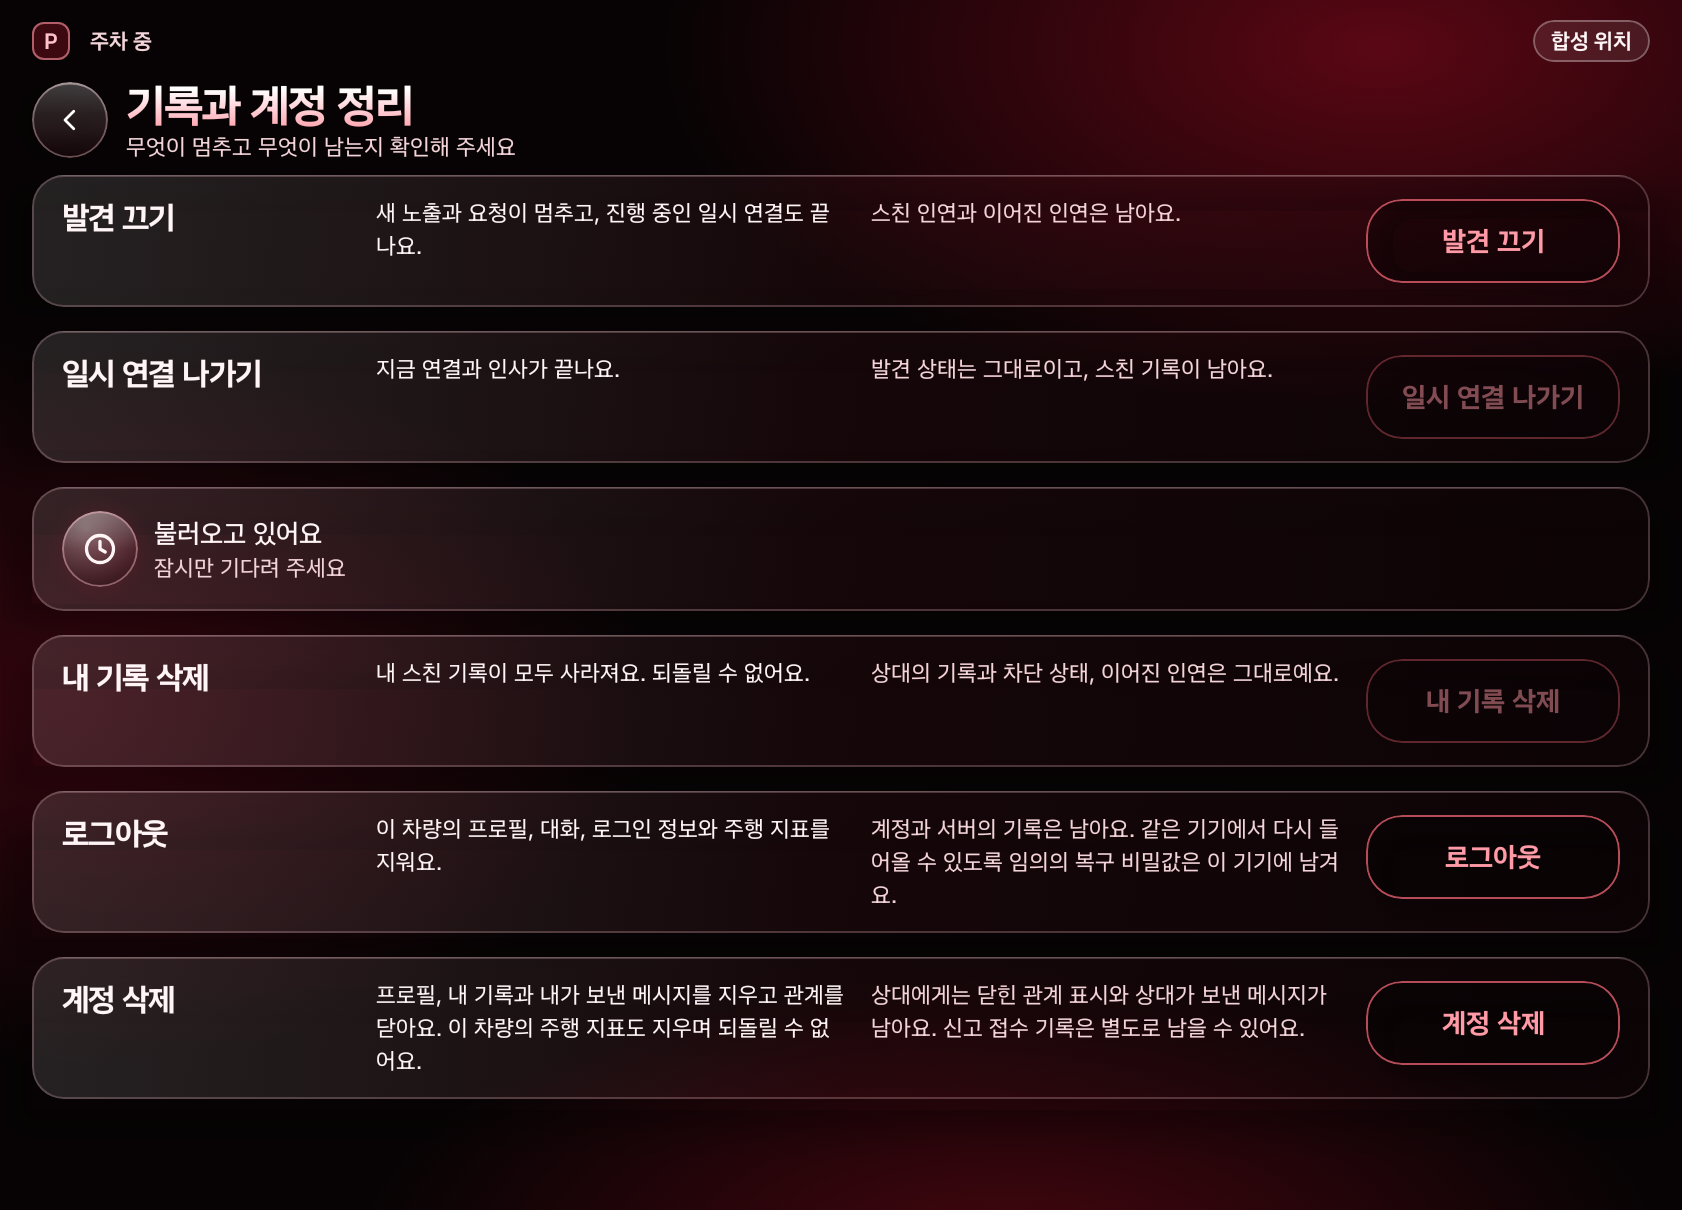 P 주차 중
합성 위치
기록과 계정 정리
무엇이 멈추고 무엇이 남는지 확인해 주세요
발견 끄기
새 노출과 요청이 멈추고, 진행 중인 일시 연결도 끝
나요.
스친 인연과 이어진 인연은 남아요.
발견 끄기
일시 연결 나가기
지금 연결과 인사가 끝나요.
발견 상태는 그대로이고, 스친 기록이 남아요.
일시 연결 나가기
불러오고 있어요
잠시만 기다려 주세요
내 기록 삭제
내 스친 기록이 모두 사라져요. 되돌릴 수 없어요.
상대의 기록과 차단 상태, 이어진 인연은 그대로예요.
내 기록 삭제
로그아웃
이 차량의 프로필, 대화, 로그인 정보와 주행 지표를
지워요.
계정과 서버의 기록은 남아요. 같은 기기에서 다시 들
어올 수 있도록 임의의 복구 비밀값은 이 기기에 남겨
요.
로그아웃
계정 삭제
프로필, 내 기록과 내가 보낸 메시지를 지우고 관계를
닫아요. 이 차량의 주행 지표도 지우며 되돌릴 수 없
어요.
상대에게는 닫힌 관계 표시와 상대가 보낸 메시지가
남아요. 신고 접수 기록은 별도로 남을 수 있어요.
계정 삭제